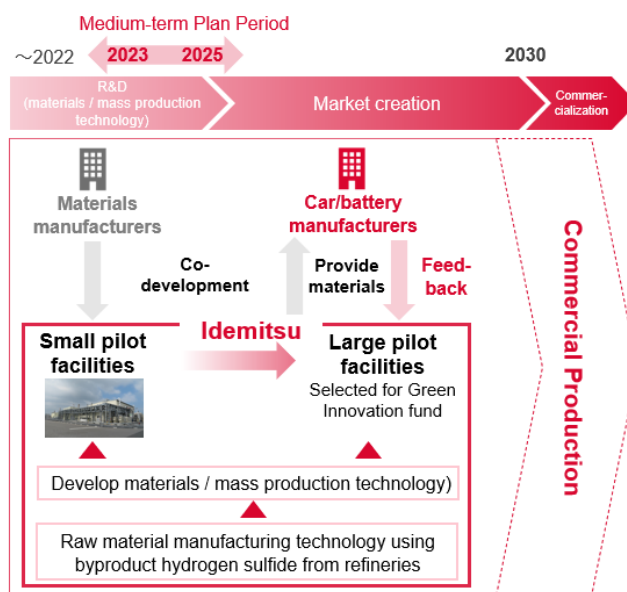 Medium-term Plan Period
～2022
2023
2025
2030
R&D
(materials / mass production
technology)
Market creation
Commer-
cialization
Materials
manufacturers
Car/battery
manufacturers
Co-
development
Provide
materials
Feed-
back
Idemitsu
Small pilot
facilities
Large pilot
facilities
Selected for Green
Innovation fund
Develop materials / mass production technology)
Raw material manufacturing technology using
byproduct hydrogen sulfide from refineries
Commercial Production